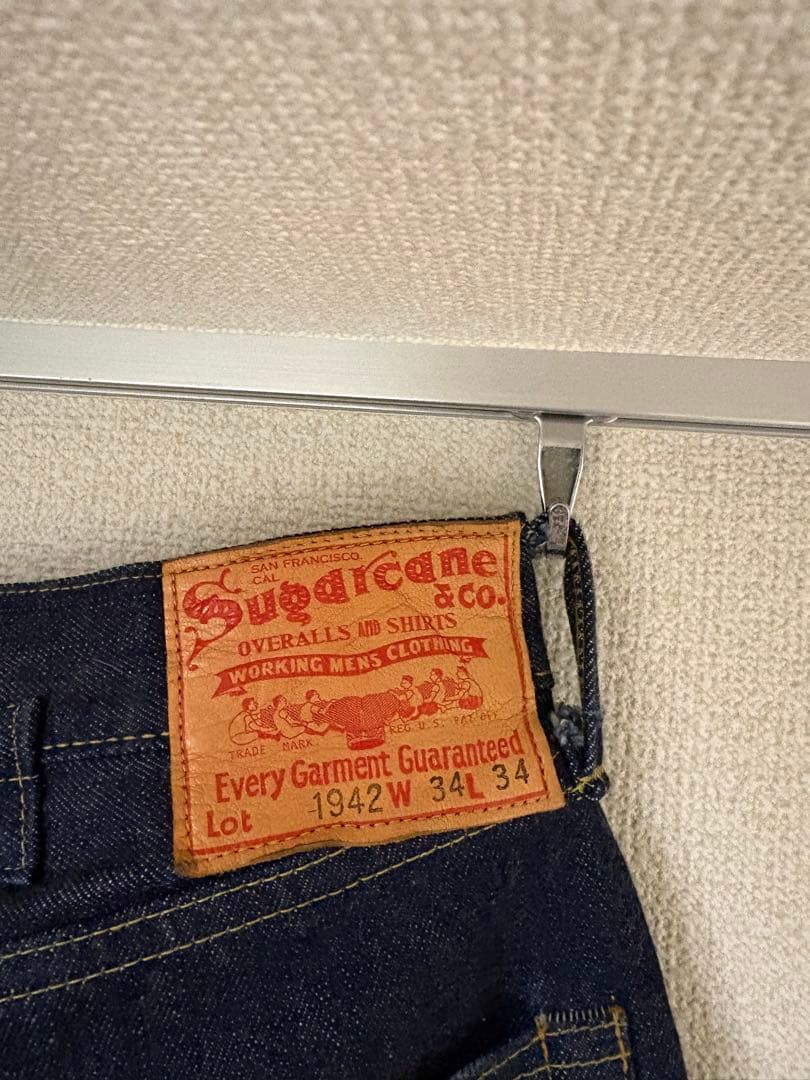 SAN FRANCISCO.
CAL
Sugarcane
& CO.
OVERALLS AND SHIRTS
WORKING MENS CLOTHING
TRADE MARK REG U.S. PAT OFF
Every Garment Guaranteed
Lot 1942 W 34 L 34